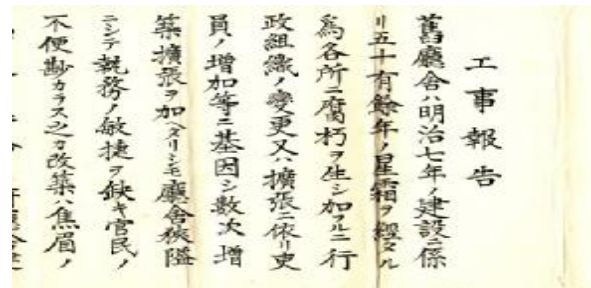 工事報告
舊廳舍ハ明治七年ノ建設ニ係
リ五十有餘年ノ星霜ヲ經タル
為各所ニ腐朽ヲ生シ加フルニ行
政組織ノ變更又ハ擴張ニ依リ吏
員ノ増加等ニ基因シ数次増
築擴張ヲ加ヘタリシモ廳舍狹隘
ニシテ執務ノ敏捷ヲ缺キ官民ノ
不便尠カラス之カ改築ハ焦眉ノ